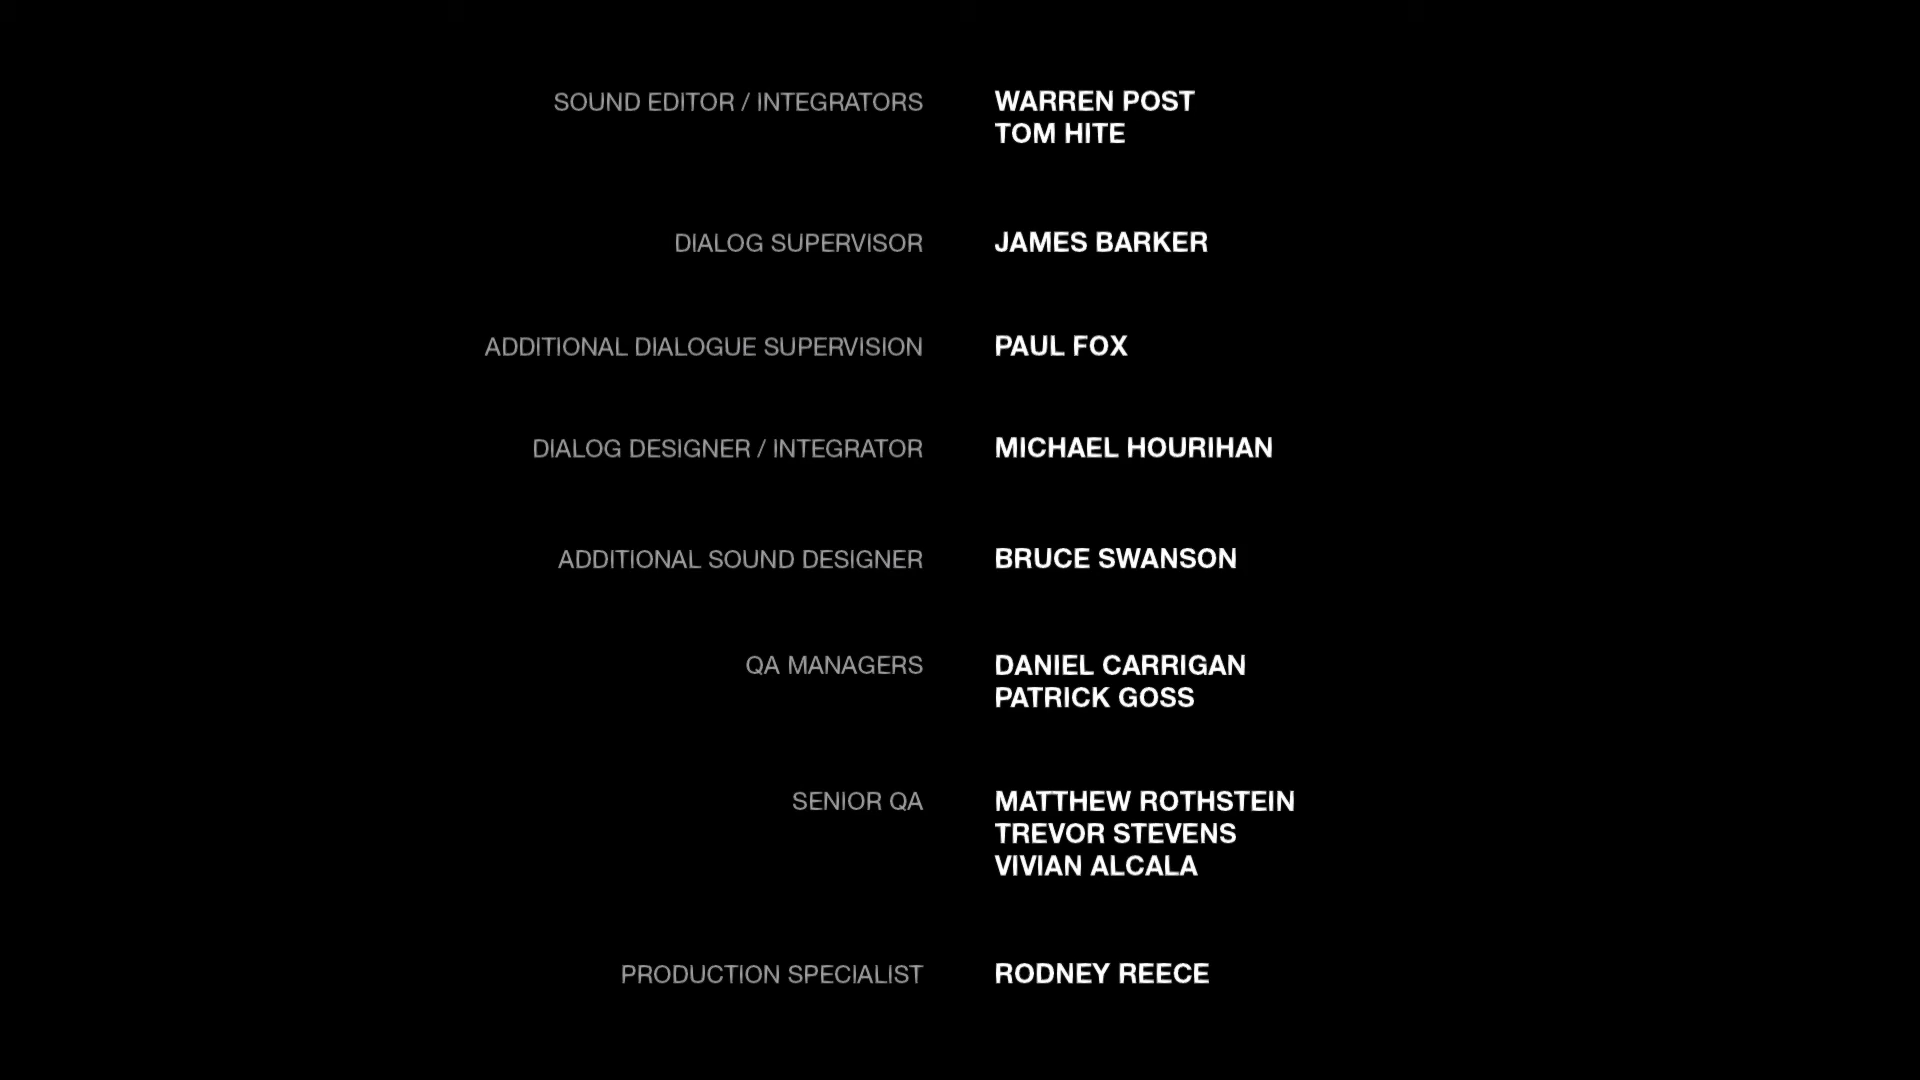 SOUND EDITOR / INTEGRATORS WARREN POST
TOM HITE
DIALOG SUPERVISOR JAMES BARKER
ADDITIONAL DIALOGUE SUPERVISION PAUL FOX
DIALOG DESIGNER / INTEGRATOR MICHAEL HOURIHAN
ADDITIONAL SOUND DESIGNER BRUCE SWANSON
QA MANAGERS DANIEL CARRIGAN
PATRICK GOSS
SENIOR QA MATTHEW ROTHSTEIN
TREVOR STEVENS
VIVIAN ALCALA
PRODUCTION SPECIALIST RODNEY REECE